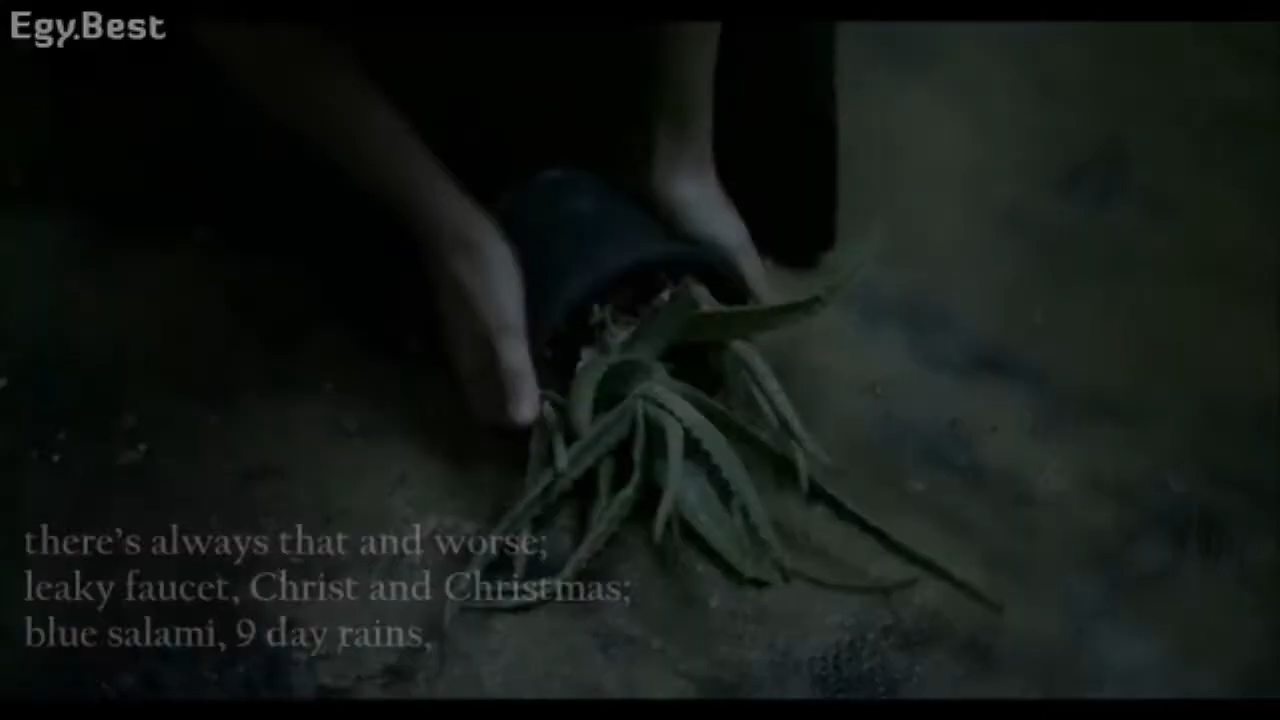 Egy.Best
there's always that and worse;
leaky faucet, Christ and Christmas;
blue salami, 9 day rains,